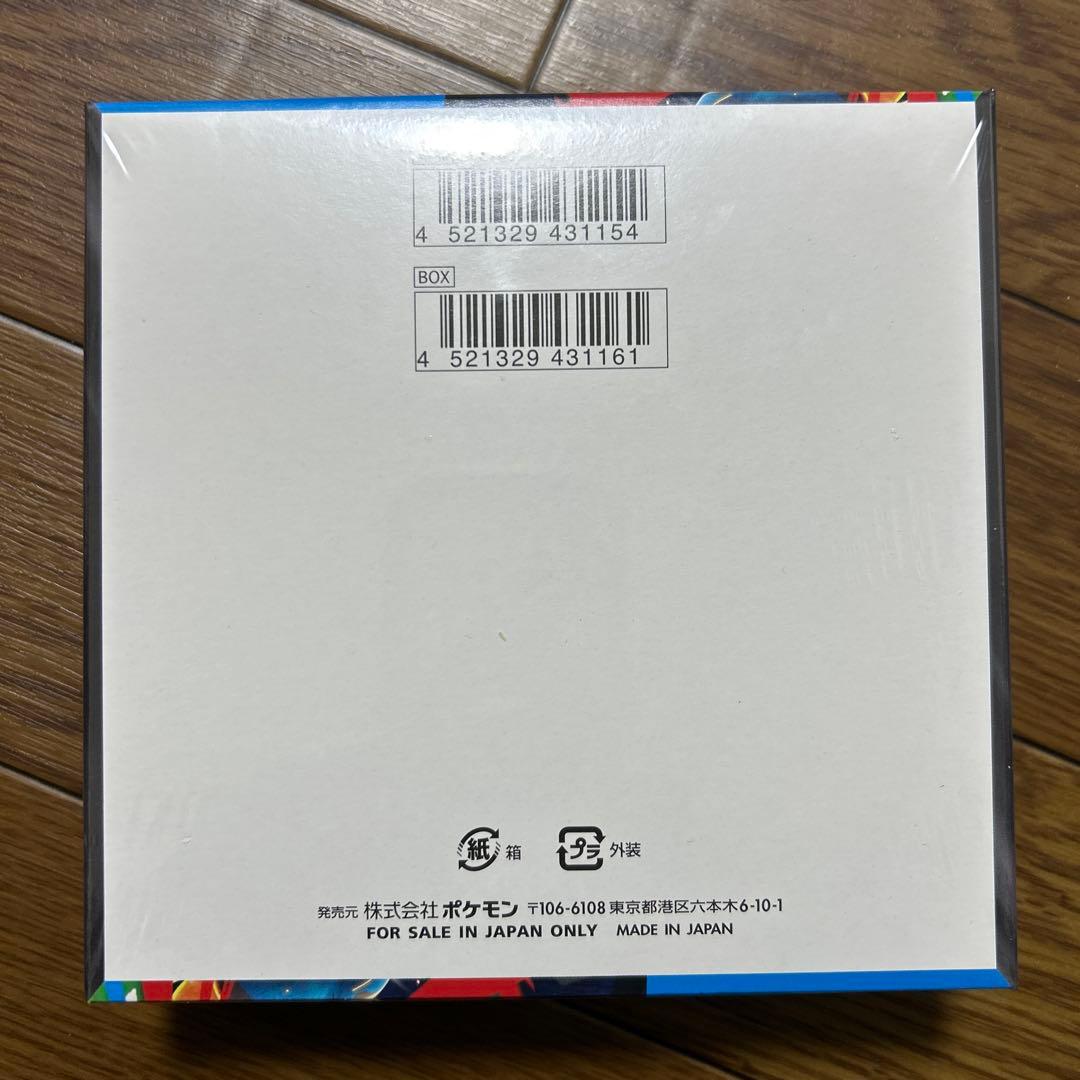 4 521329 431154
BOX
4 521329 431161
紙 箱 プラ 外装
発売元 株式会社ポケモン 〒106-6108 東京都港区六本木6-10-1
FOR SALE IN JAPAN ONLY MADE IN JAPAN